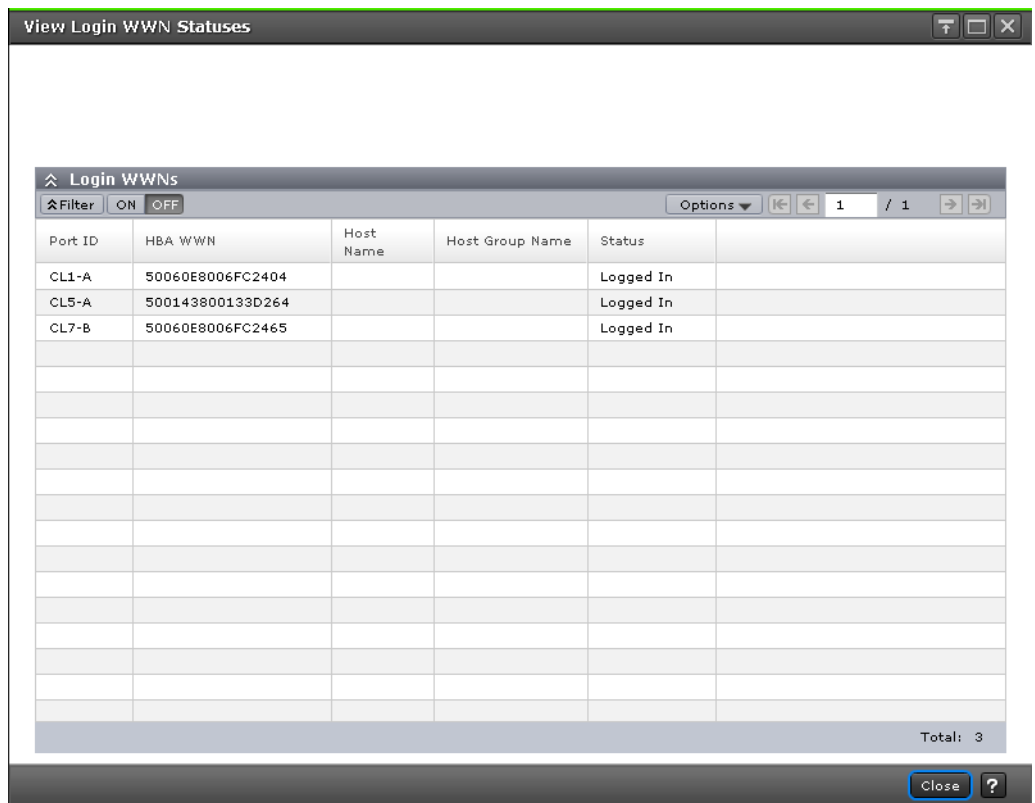 View Login WWN Statuses
Login WWNs
Filter ON OFF Options 1 / 1
Port ID HBA WWN Host Name Host Group Name Status
CL1-A 50060E8006FC2404 Logged In
CL5-A 500143800133D264 Logged In
CL7-B 50060E8006FC2465 Logged In
Total: 3
Close ?